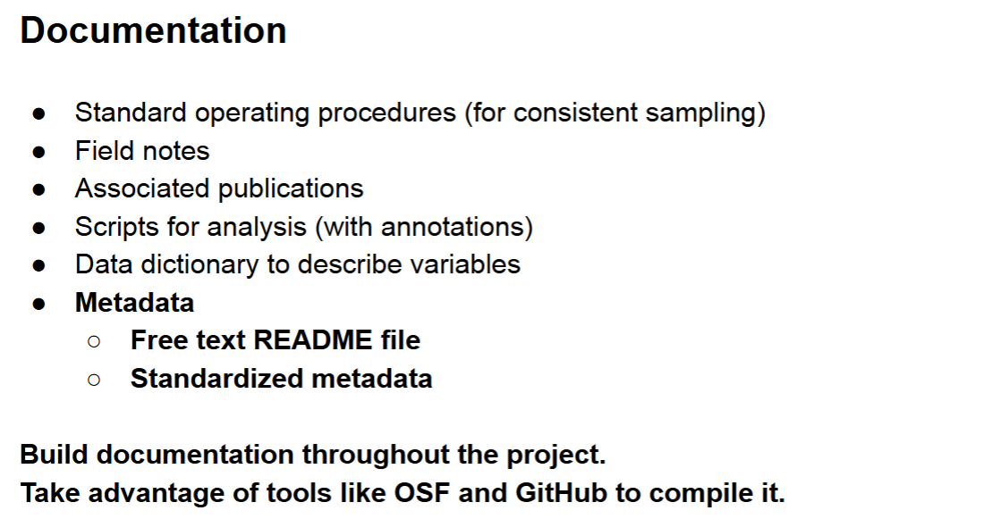 Documentation
● Standard operating procedures (for consistent sampling)
● Field notes
● Associated publications
● Scripts for analysis (with annotations)
● Data dictionary to describe variables
● Metadata
○ Free text README file
○ Standardized metadata
Build documentation throughout the project.
Take advantage of tools like OSF and GitHub to compile it.